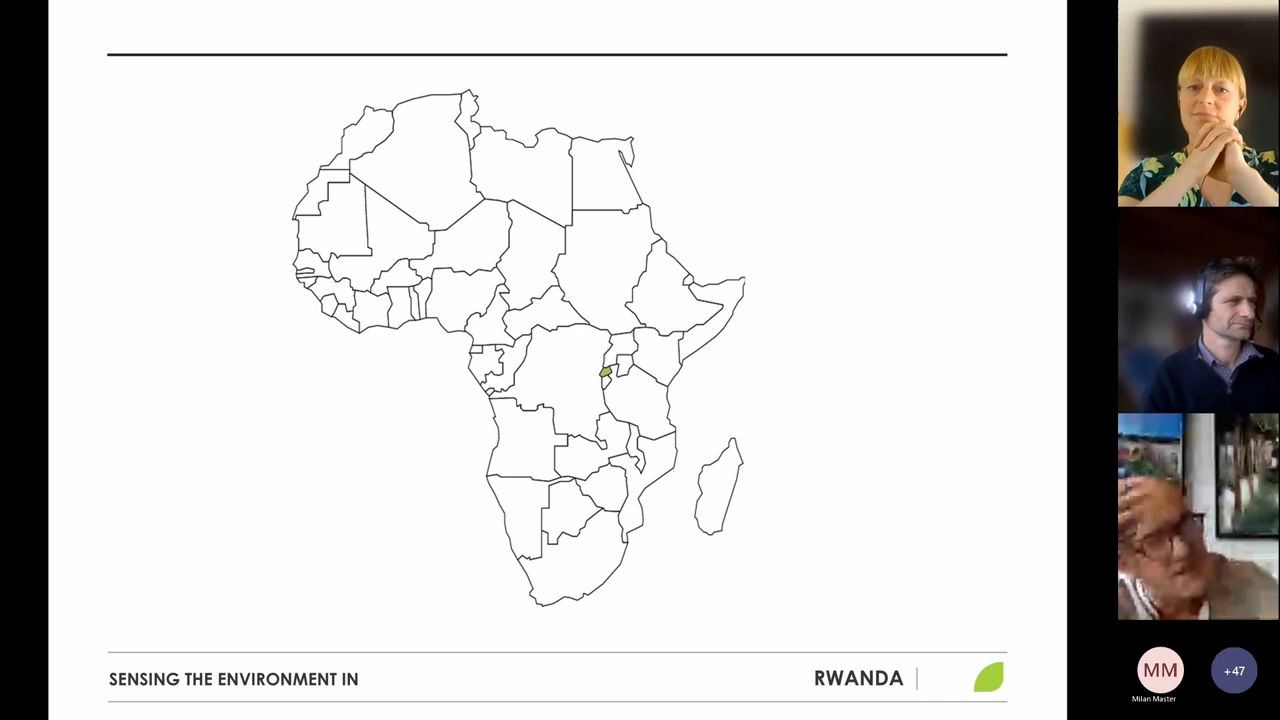 SENSING THE ENVIRONMENT IN
RWANDA
MM
+47
Milan Master